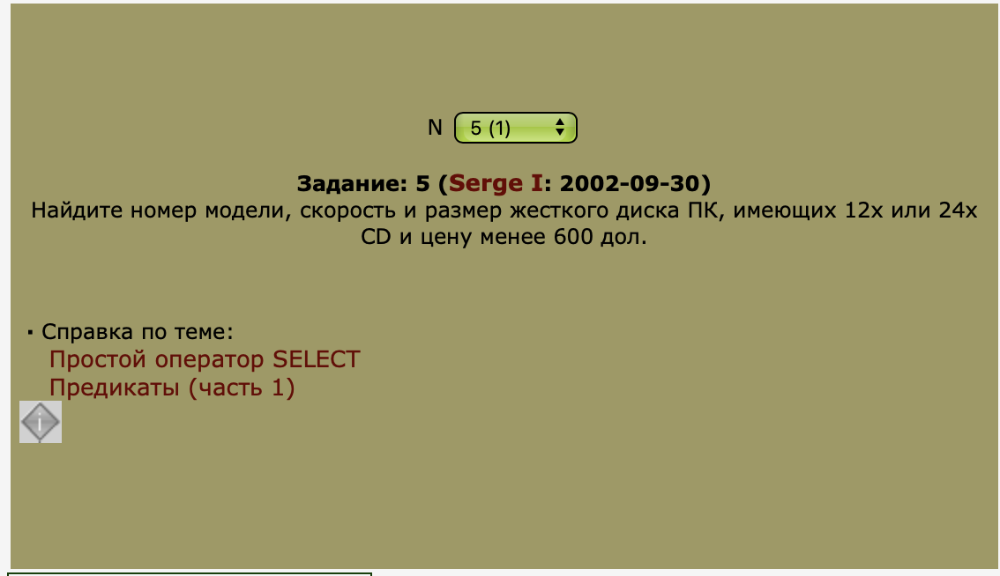 N 5 (1)
Задание: 5 (Serge I: 2002-09-30)
Найдите номер модели, скорость и размер жесткого диска ПК, имеющих 12x или 24x
CD и цену менее 600 дол.
· Справка по теме:
Простой оператор SELECT
Предикаты (часть 1)
i